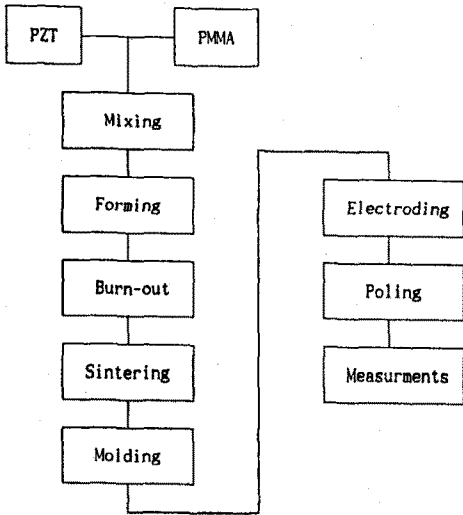 PZT
PMMA
Mixing
Forming
Burn-out
Sintering
Molding
Electroding
Poling
Measurments